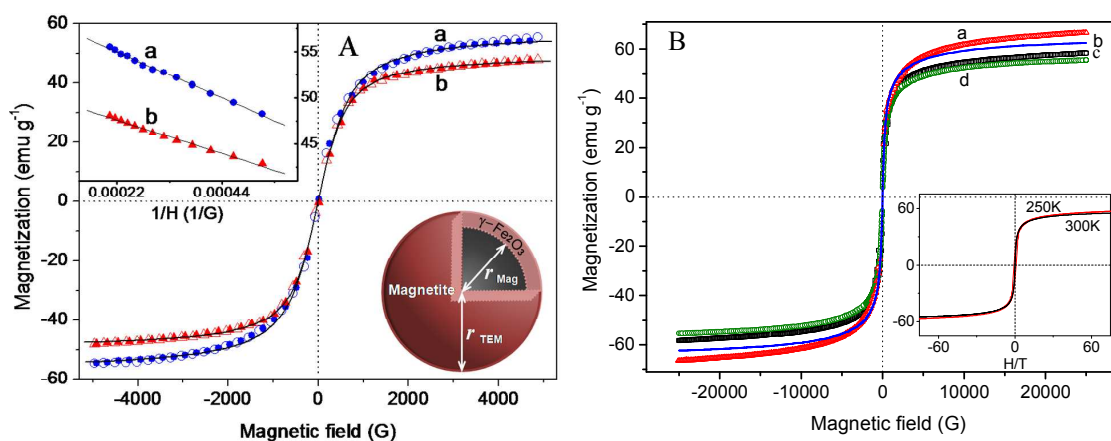 A
a
b
Magnetization (emu g⁻¹)
60
40
20
0
-20
-40
-60
-4000 -2000 0 2000 4000
Magnetic field (G)
a
b
55
50
45
0.00022 0.00044
1/H (1/G)
γ-Fe₂O₃
r Mag
Magnetite
r TEM
B
a
b
c
d
Magnetization (emu g⁻¹)
60
40
20
0
-20
-40
-60
-20000 -10000 0 10000 20000
Magnetic field (G)
250K
300K
60
0
-60
-60 0 60
H/T